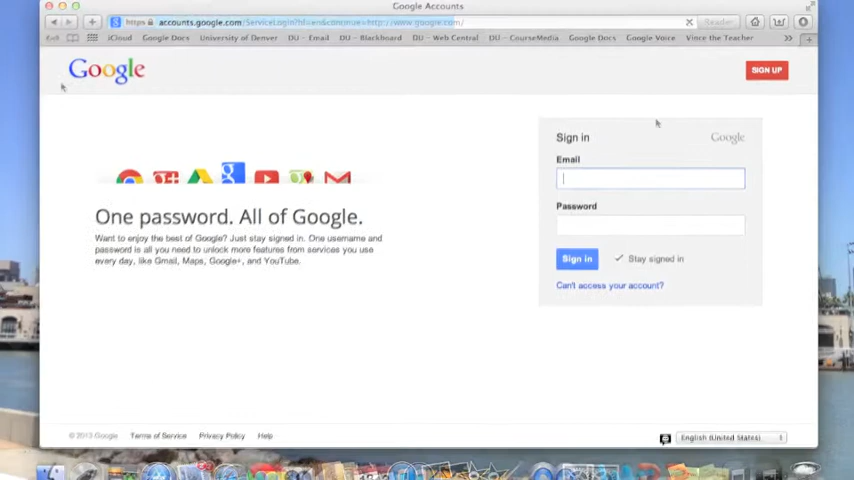 Google Accounts
https accounts.google.com/ServiceLogin?hl=en&continue=http://www.google.com/ Reader
iCloud Google Docs University of Denver DU – Email DU – Blackboard DU – Web Central DU – CourseMedia Google Docs Google Voice Vince the Teacher
Google SIGN UP
Sign in Google
Email
Password
Sign in Stay signed in
Can't access your account?
One password. All of Google.
Want to enjoy the best of Google? Just stay signed in. One username and
password is all you need to unlock more features from services you use
every day, like Gmail, Maps, Google+, and YouTube.
© 2013 Google Terms of Service Privacy Policy Help English (United States)